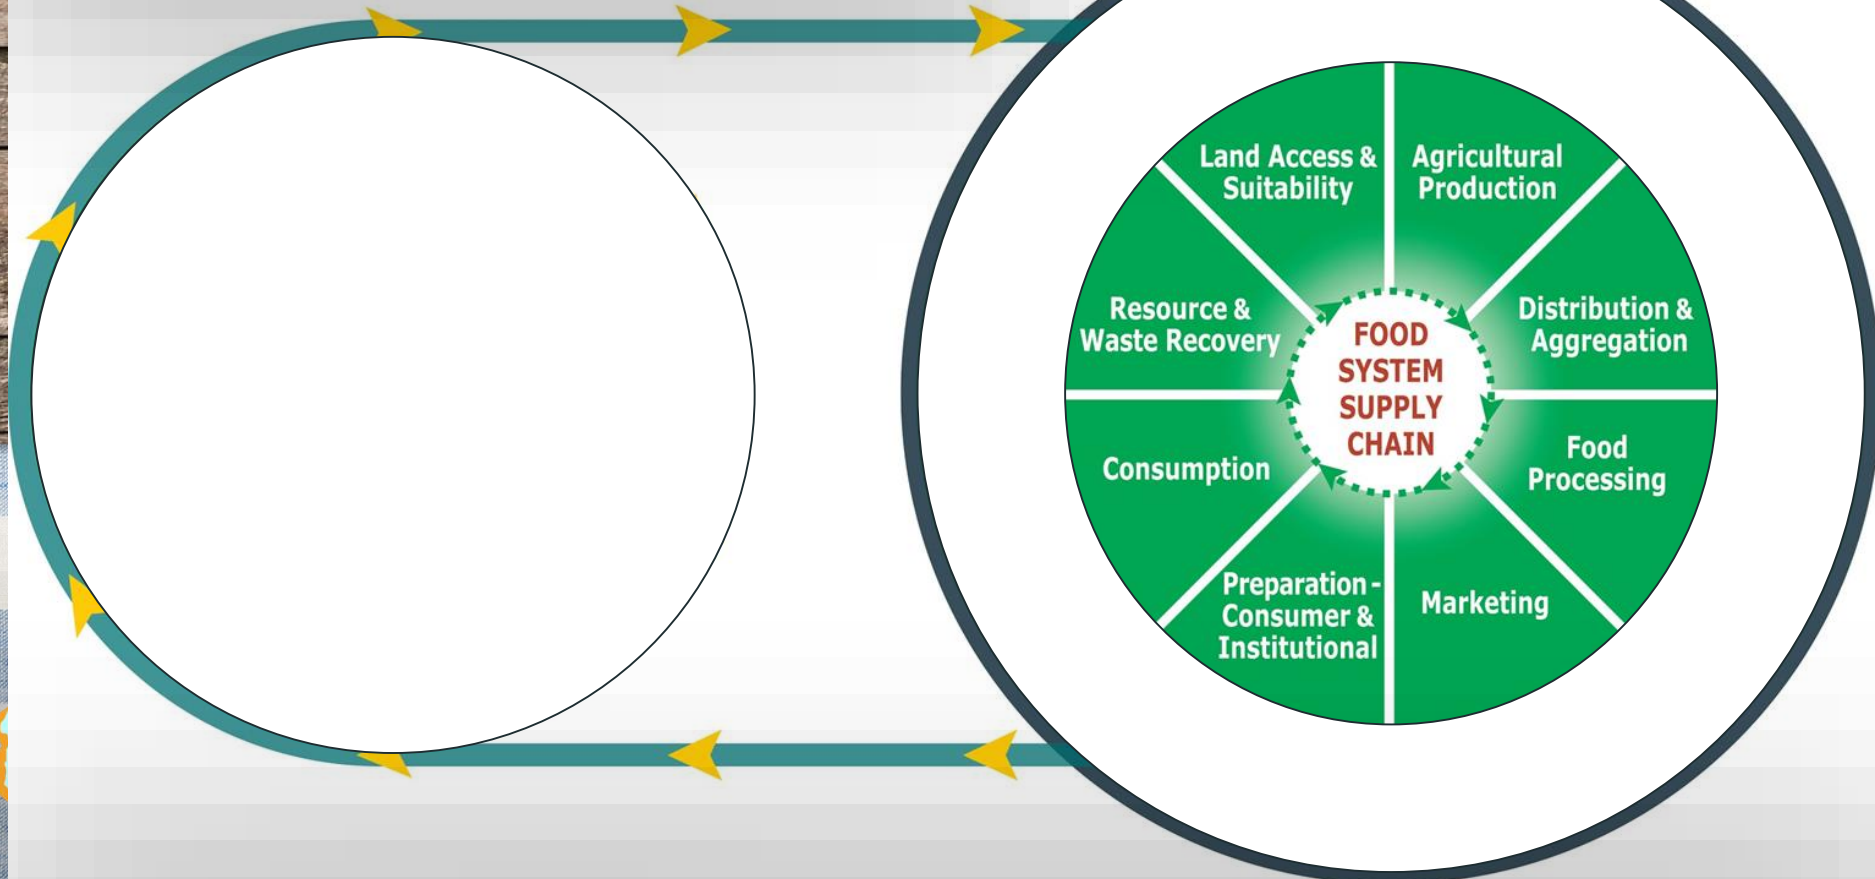 Land Access &
Suitability
Agricultural
Production
Resource &
Waste Recovery
Distribution &
Aggregation
FOOD
SYSTEM
SUPPLY
CHAIN
Consumption
Food
Processing
Preparation -
Consumer &
Institutional
Marketing